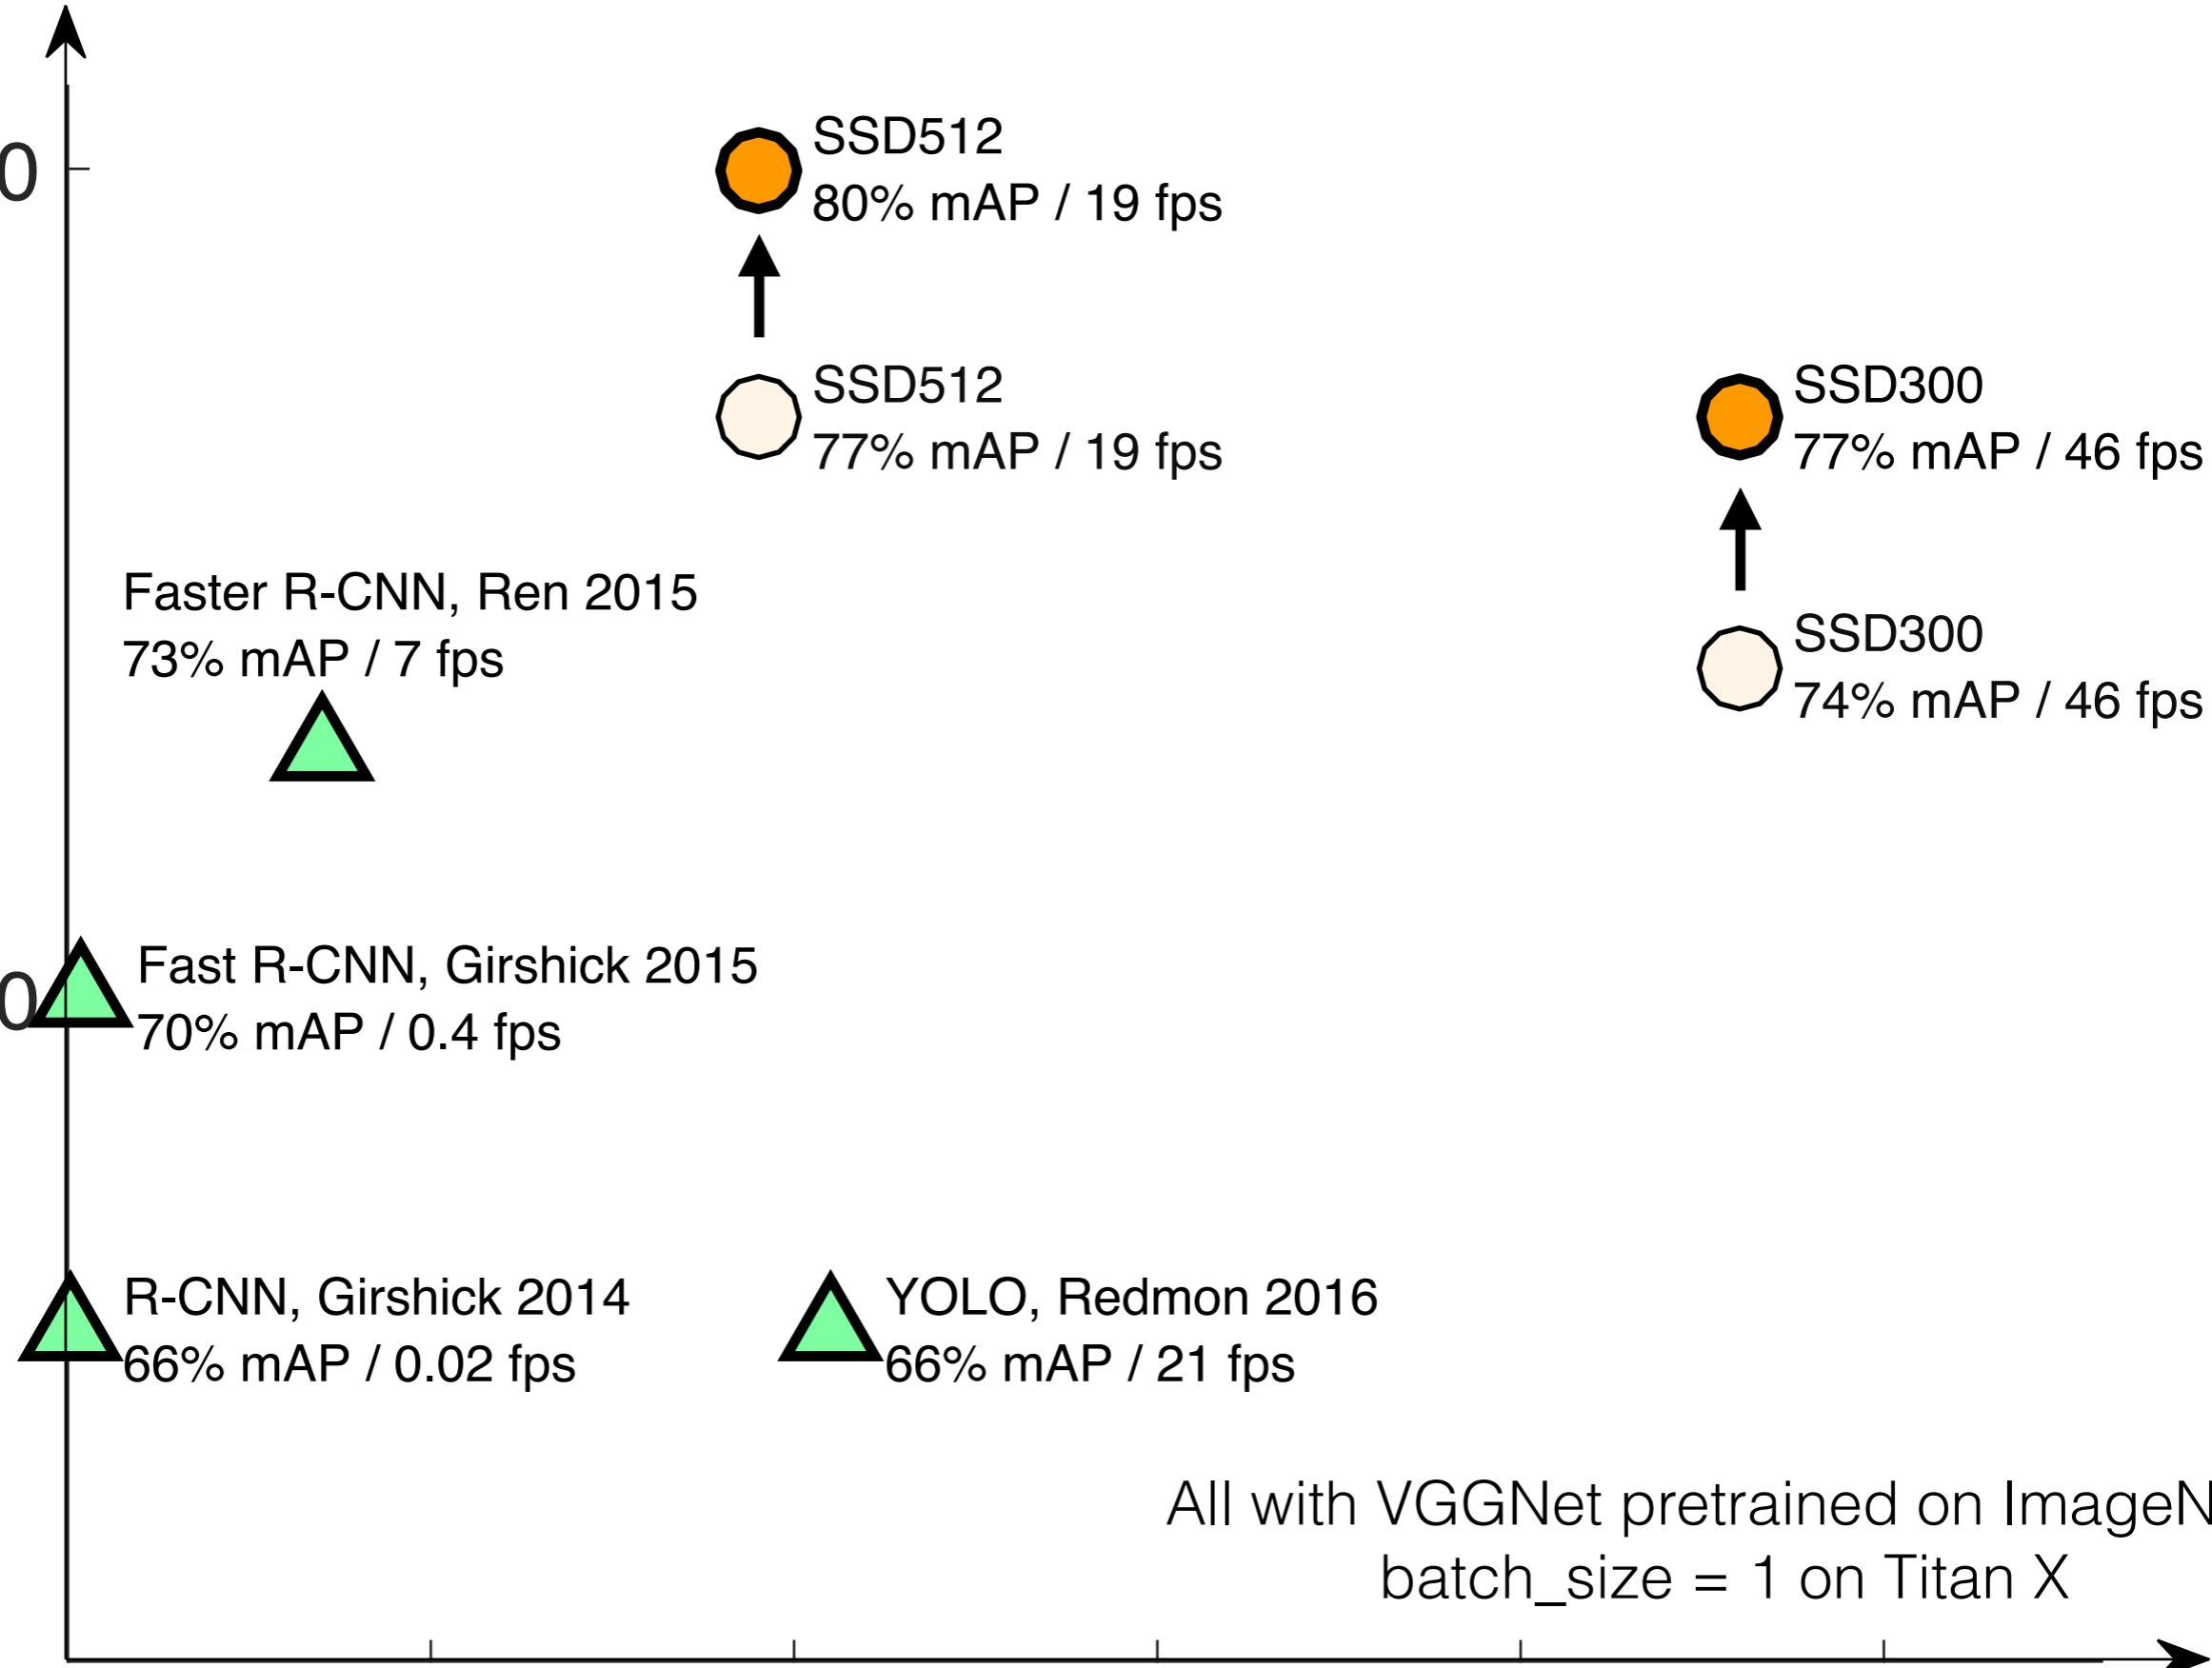 0
SSD512
80% mAP / 19 fps
SSD512
77% mAP / 19 fps
SSD300
77% mAP / 46 fps
SSD300
74% mAP / 46 fps
Faster R-CNN, Ren 2015
73% mAP / 7 fps
0
Fast R-CNN, Girshick 2015
70% mAP / 0.4 fps
R-CNN, Girshick 2014
66% mAP / 0.02 fps
YOLO, Redmon 2016
66% mAP / 21 fps
All with VGGNet pretrained on ImageN
batch_size = 1 on Titan X